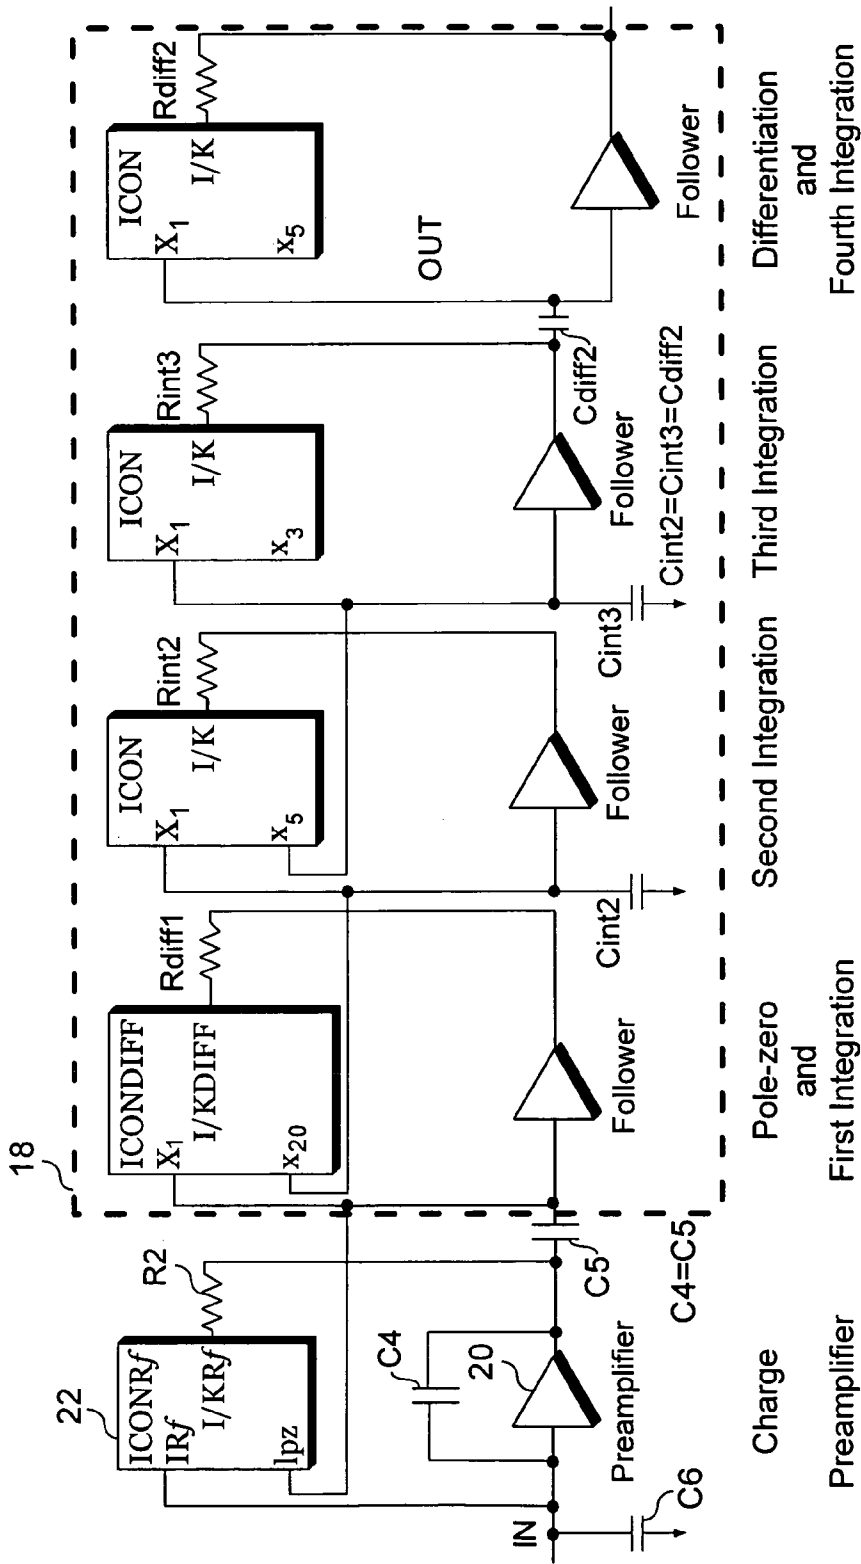 18
22
ICONRf
IRf
I/KRf
Ipz
R2
C4
20
IN
Preamplifier
C6
C5
C4=C5
ICONDIFF
X1
I/KDIFF
x20
Rdiff1
Follower
Cint2
ICON
X1
I/K
x5
Rint2
Follower
Cint3
ICON
X1
I/K
x3
Rint3
Follower
Cdiff2
Cint2=Cint3=Cdiff2
OUT
ICON
X1
I/K
x5
Rdiff2
Follower
Charge
Preamplifier
Pole-zero
and
First Integration
Second Integration
Third Integration
Differentiation
and
Fourth Integration